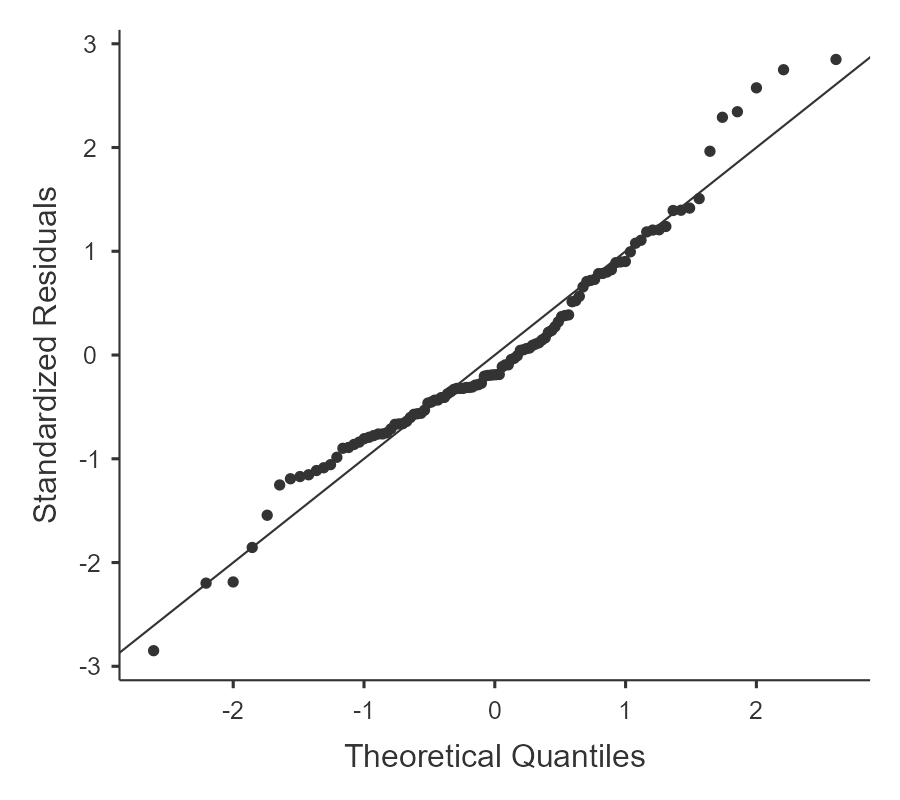 3
2
1
0
-1
-2
-3
Standardized Residuals
-2 -1 0 1 2
Theoretical Quantiles